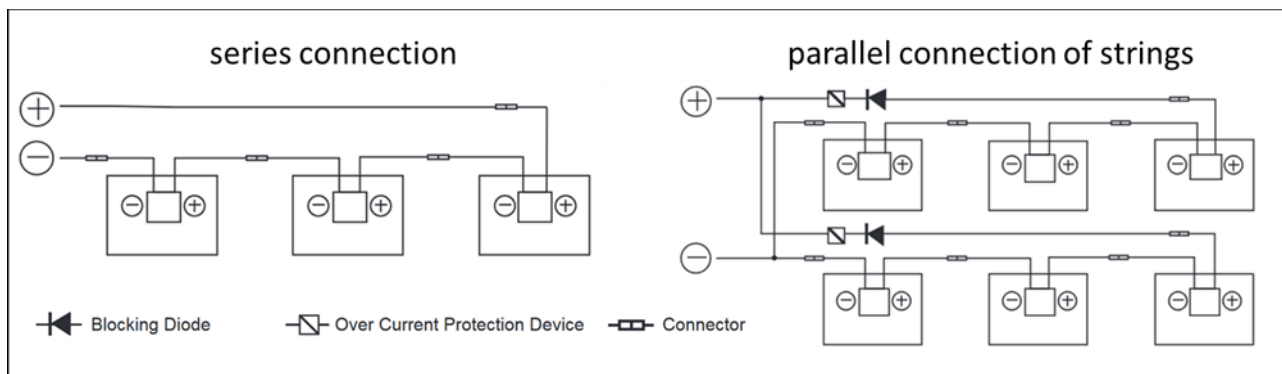 series connection
parallel connection of strings
+
−
− + − + − +
+
−
− + − + − +
− + − + − +
Blocking Diode
Over Current Protection Device
Connector